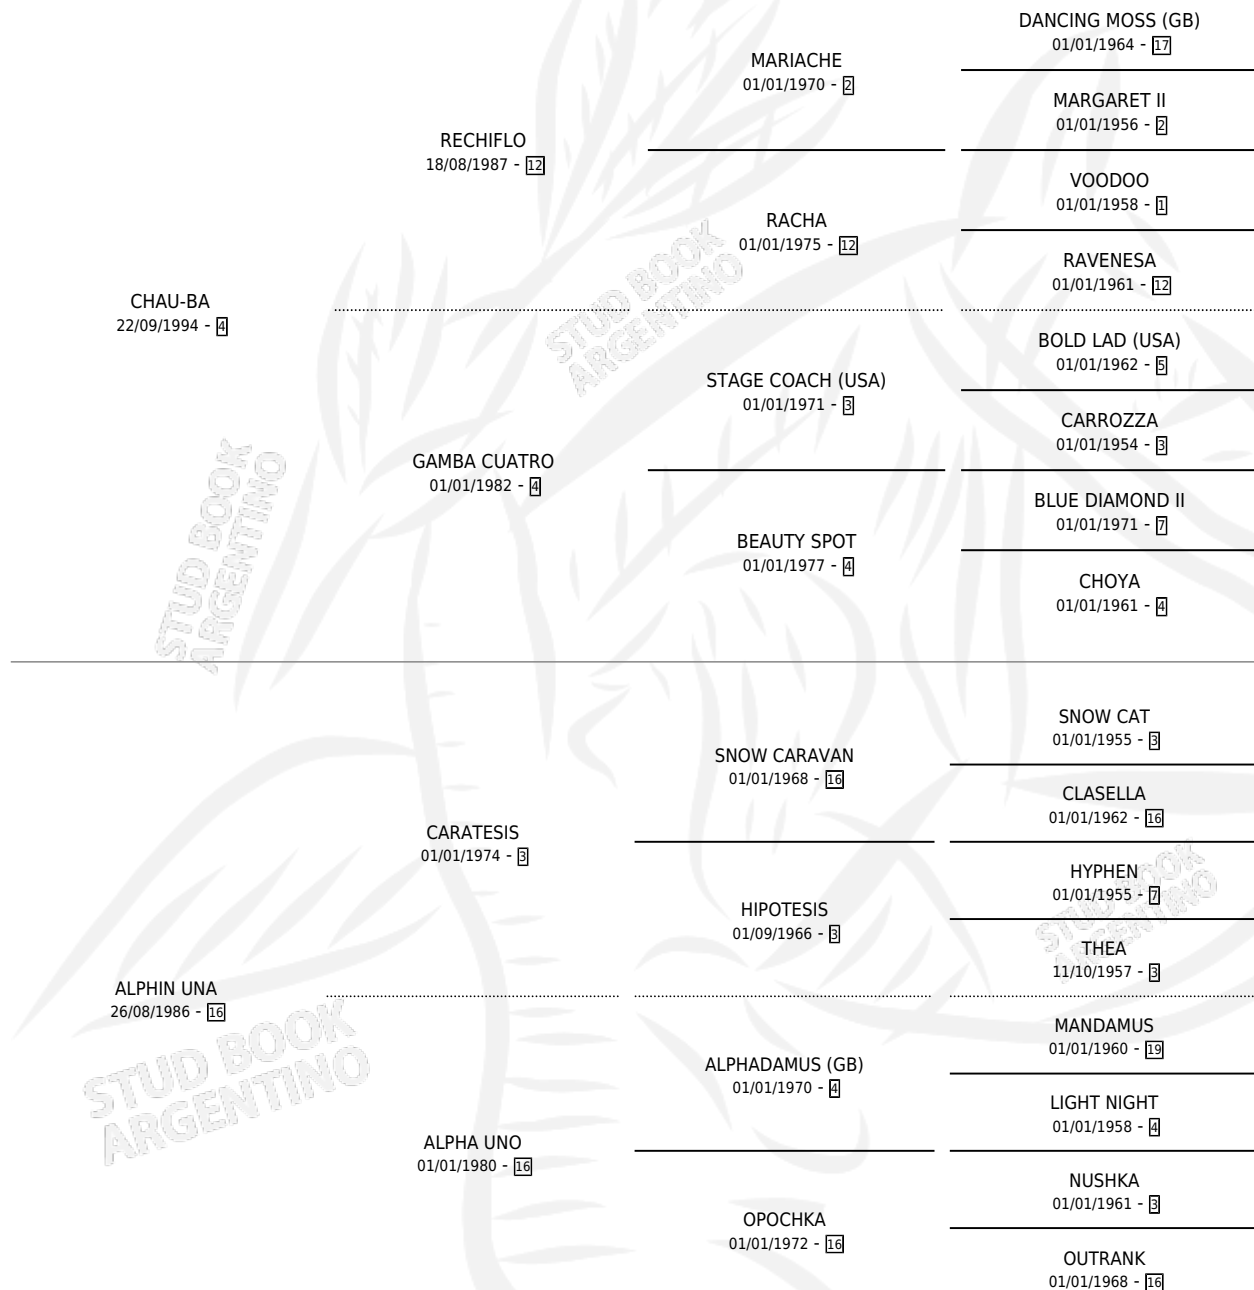 DANCING MOSS (GB)
01/01/1964 - 17
MARIACHE
01/01/1970 - 2
MARGARET II
01/01/1956 - 2
RECHIFLO
18/08/1987 - 12
VOODOO
01/01/1958 - 1
RACHA
01/01/1975 - 12
RAVENESA
01/01/1961 - 12
CHAU-BA
22/09/1994 - 4
STUD BOOK
ARGENTINO
BOLD LAD (USA)
01/01/1962 - 5
STAGE COACH (USA)
01/01/1971 - 3
CARROZZA
01/01/1954 - 3
GAMBA CUATRO
01/01/1982 - 4
BLUE DIAMOND II
01/01/1971 - 7
BEAUTY SPOT
01/01/1977 - 4
CHOYA
01/01/1961 - 4
STUD BOOK
ARGENTINO
SNOW CAT
01/01/1955 - 3
SNOW CARAVAN
01/01/1968 - 16
CLASELLA
01/01/1962 - 16
CARATESIS
01/01/1974 - 3
HYPHEN
01/01/1955 - 7
HIPOTESIS
01/09/1966 - 3
THEA
11/10/1957 - 3
STUD BOOK
ARGENTINO
ALPHIN UNA
26/08/1986 - 16
MANDAMUS
01/01/1960 - 19
ALPHADAMUS (GB)
01/01/1970 - 4
LIGHT NIGHT
01/01/1958 - 4
STUD BOOK
ARGENTINO
ALPHA UNO
01/01/1980 - 16
NUSHKA
01/01/1961 - 3
OPOCHKA
01/01/1972 - 16
OUTRANK
01/01/1968 - 16